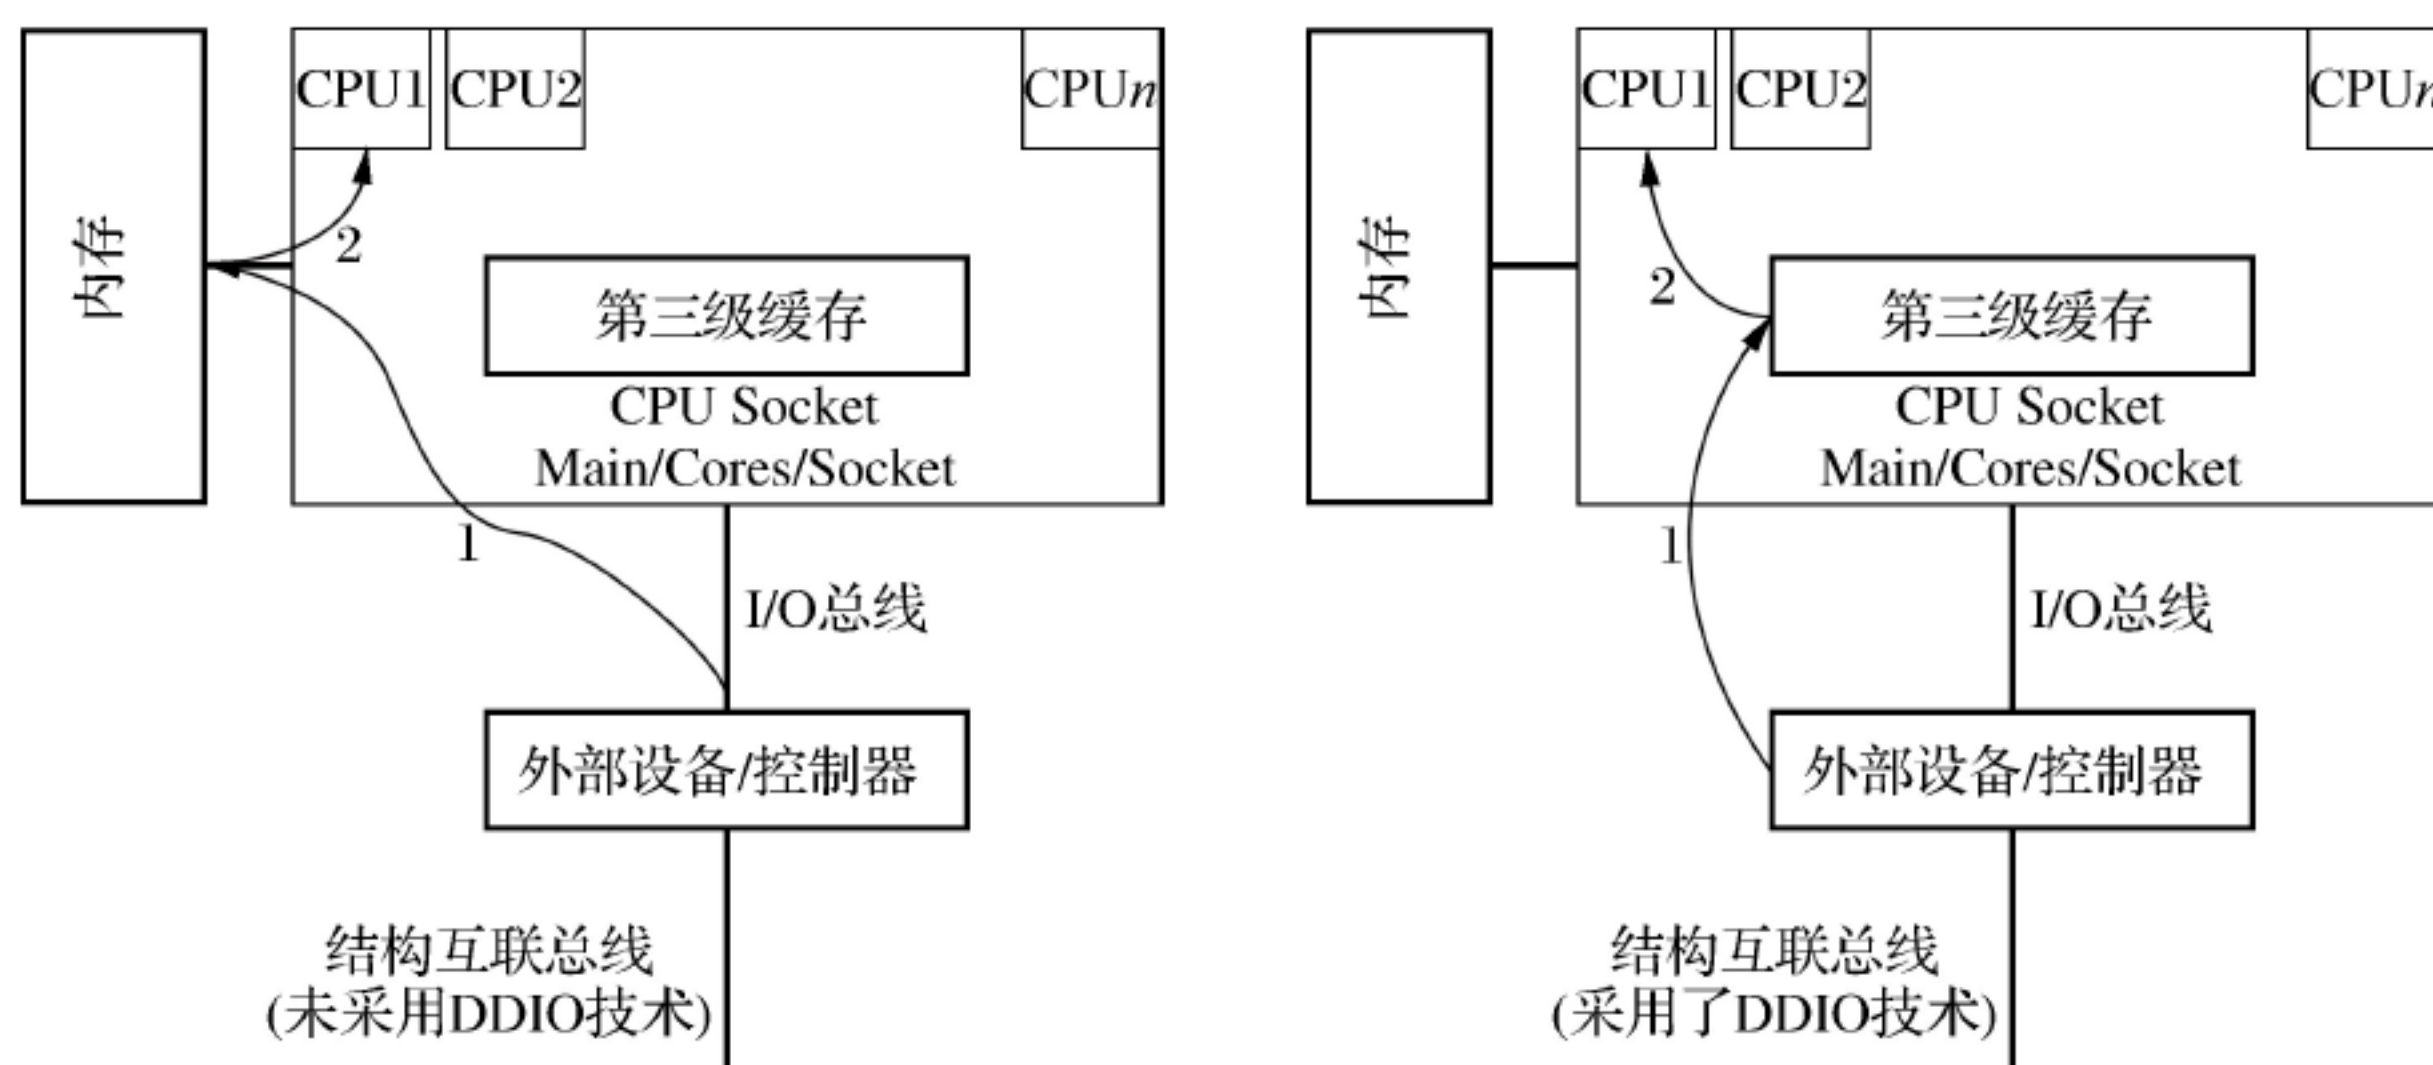 CPU1
CPU2
CPUn
内存
2
第三级缓存
CPU Socket
Main/Cores/Socket
1
I/O总线
外部设备/控制器
结构互联总线
(未采用DDIO技术)
CPU1
CPU2
CPUn
内存
2
第三级缓存
CPU Socket
Main/Cores/Socket
1
I/O总线
外部设备/控制器
结构互联总线
(采用了DDIO技术)